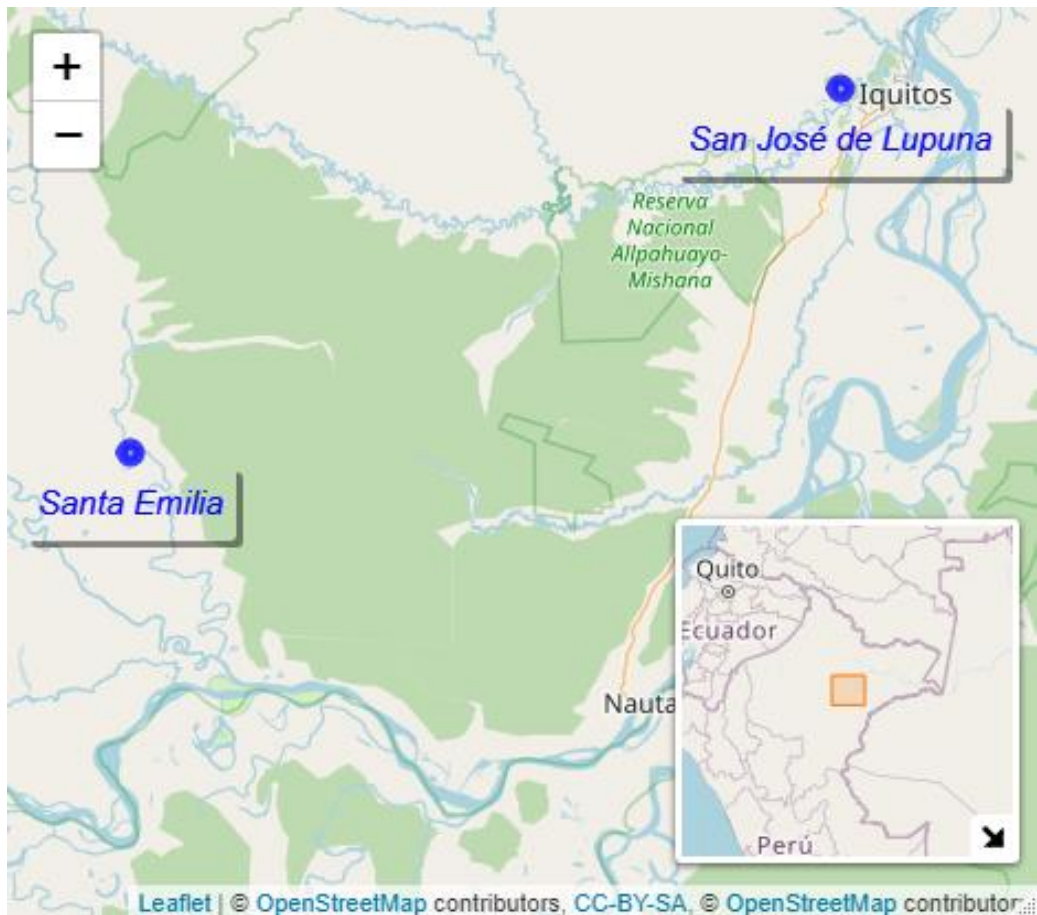 +
−
Iquitos
San José de Lupuna
Reserva
Nacional
Allpahuayo-
Mishana
Santa Emilia
Nauta
Quito
Ecuador
Perú
Leaflet | © OpenStreetMap contributors, CC-BY-SA, © OpenStreetMap contributor